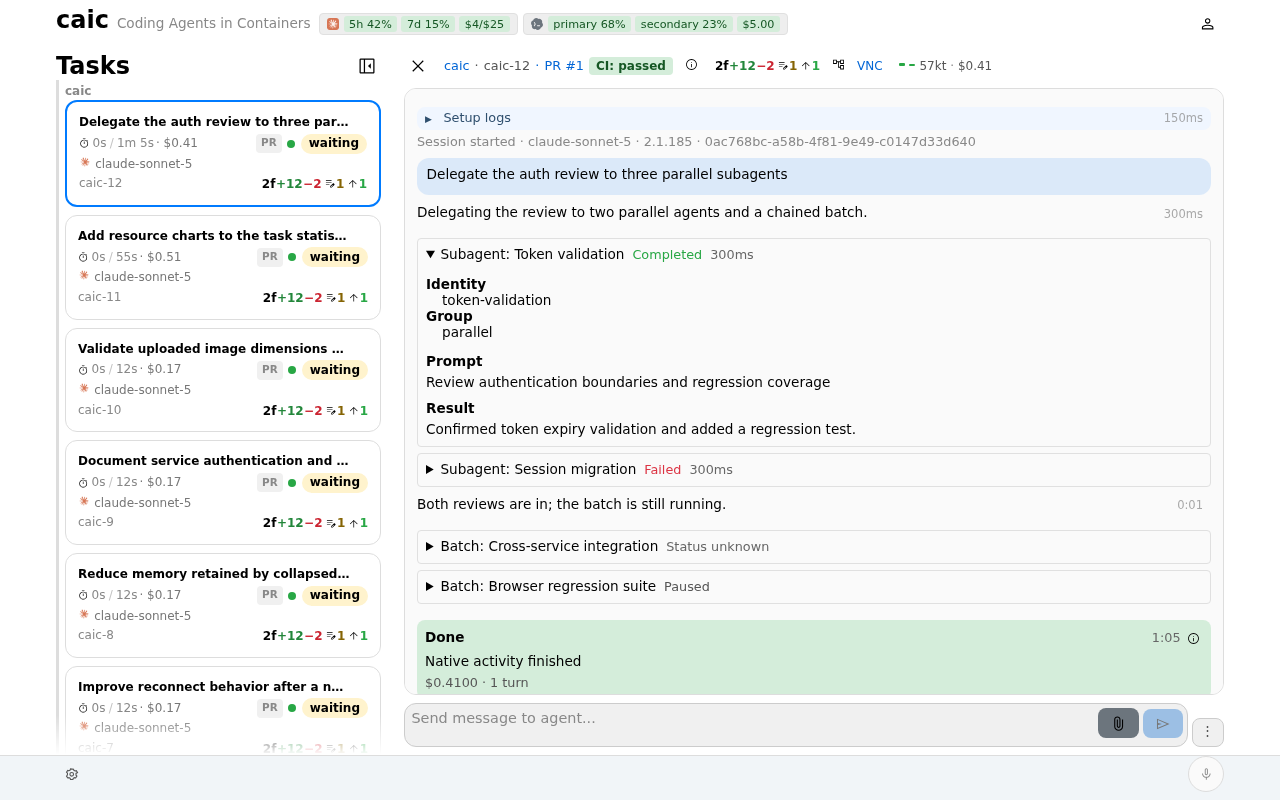 caic Coding Agents in Containers 5h 42% 7d 15% $4/$25 primary 68% secondary 23% $5.00
Tasks
caic
Delegate the auth review to three par…
0s / 1m 5s · $0.41 PR waiting
claude-sonnet-5
caic-12 2f+12−2 1 ↑1
Add resource charts to the task statis…
0s / 55s · $0.51 PR waiting
claude-sonnet-5
caic-11 2f+12−2 1 ↑1
Validate uploaded image dimensions …
0s / 12s · $0.17 PR waiting
claude-sonnet-5
caic-10 2f+12−2 1 ↑1
Document service authentication and …
0s / 12s · $0.17 PR waiting
claude-sonnet-5
caic-9 2f+12−2 1 ↑1
Reduce memory retained by collapsed…
0s / 12s · $0.17 PR waiting
claude-sonnet-5
caic-8 2f+12−2 1 ↑1
Improve reconnect behavior after a n…
0s / 12s · $0.17 PR waiting
claude-sonnet-5
caic-7 2f+12−2 1 ↑1
caic · caic-12 · PR #1 CI: passed 2f+12−2 1 ↑1 VNC 57kt · $0.41
Setup logs 150ms
Session started · claude-sonnet-5 · 2.1.185 · 0ac768bc-a58b-4f81-9e49-c0147d33d640
Delegate the auth review to three parallel subagents
Delegating the review to two parallel agents and a chained batch. 300ms
Subagent: Token validation Completed 300ms
Identity
token-validation
Group
parallel
Prompt
Review authentication boundaries and regression coverage
Result
Confirmed token expiry validation and added a regression test.
Subagent: Session migration Failed 300ms
Both reviews are in; the batch is still running. 0:01
Batch: Cross-service integration Status unknown
Batch: Browser regression suite Paused
Done 1:05
Native activity finished
$0.4100 · 1 turn
Send message to agent...